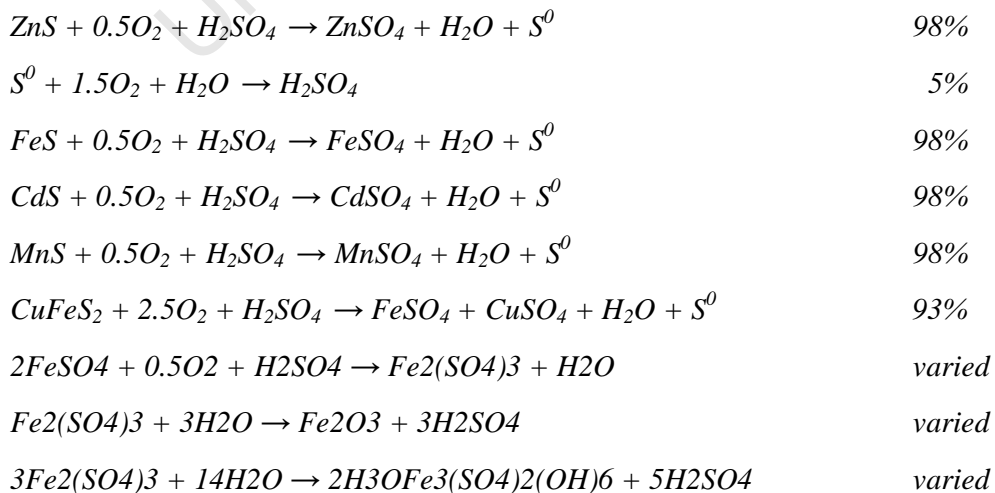 ZnS + 0.5O₂ + H₂SO₄ → ZnSO₄ + H₂O + S⁰ 98%
S⁰ + 1.5O₂ + H₂O → H₂SO₄ 5%
FeS + 0.5O₂ + H₂SO₄ → FeSO₄ + H₂O + S⁰ 98%
CdS + 0.5O₂ + H₂SO₄ → CdSO₄ + H₂O + S⁰ 98%
MnS + 0.5O₂ + H₂SO₄ → MnSO₄ + H₂O + S⁰ 98%
CuFeS₂ + 2.5O₂ + H₂SO₄ → FeSO₄ + CuSO₄ + H₂O + S⁰ 93%
2FeSO4 + 0.5O2 + H2SO4 → Fe2(SO4)3 + H2O varied
Fe2(SO4)3 + 3H2O → Fe2O3 + 3H2SO4 varied
3Fe2(SO4)3 + 14H2O → 2H3OFe3(SO4)2(OH)6 + 5H2SO4 varied